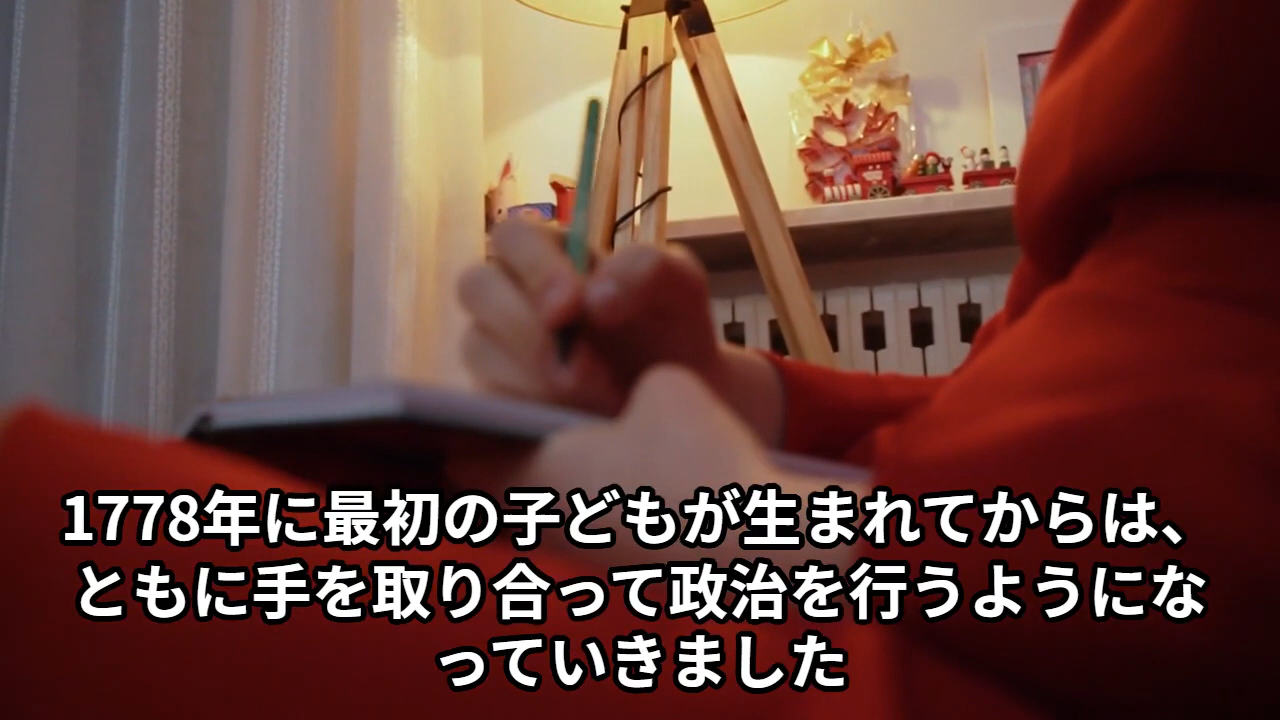 1778年に最初の子どもが生まれてからは、
ともに手を取り合って政治を行うようにな
っていきました